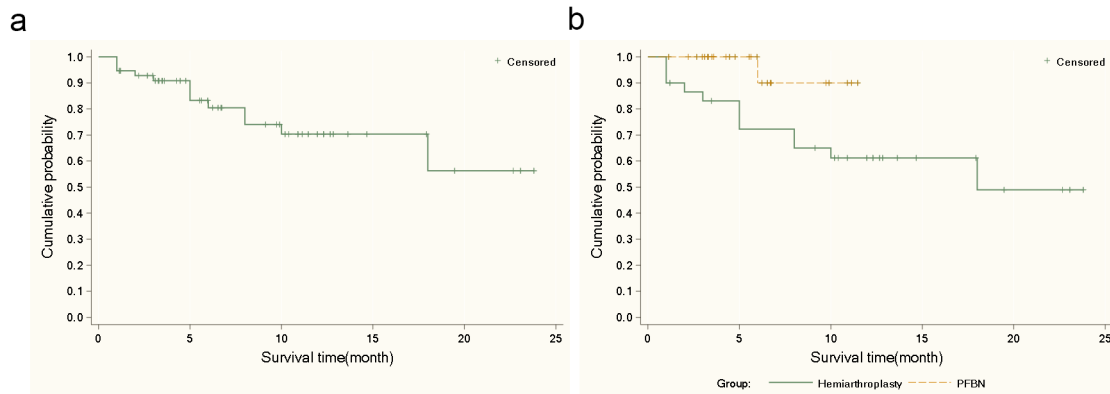 a
+ Censored
1.0
0.9
0.8
0.7
0.6
0.5
0.4
0.3
0.2
0.1
0.0
Cumulative probability
0 5 10 15 20 25
Survival time(month)
b
+ Censored
1.0
0.9
0.8
0.7
0.6
0.5
0.4
0.3
0.2
0.1
0.0
Cumulative probability
0 5 10 15 20 25
Survival time(month)
Group: Hemiarthroplasty PFBN